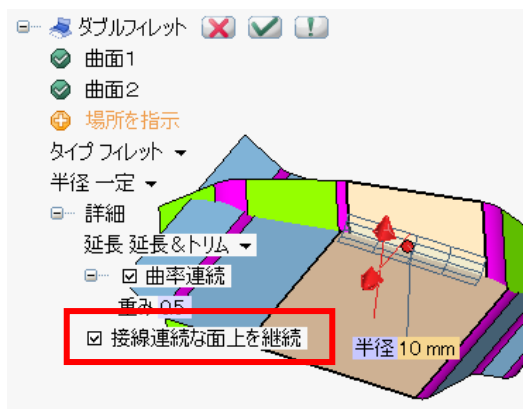 ダブルフィレット
曲面1
曲面2
場所を指示
タイプ フィレット
半径 一定
詳細
延長 延長&トリム
曲率連続
重み 0.5
接線連続な面上を継続
半径 10 mm